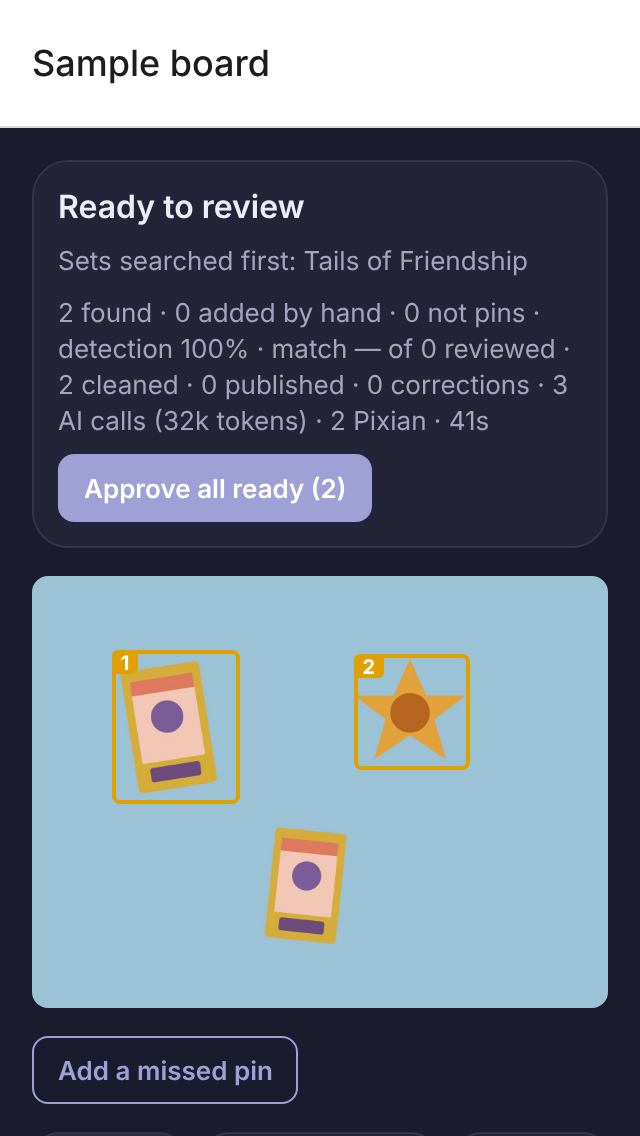 Sample board
Ready to review
Sets searched first: Tails of Friendship
2 found · 0 added by hand · 0 not pins ·
detection 100% · match — of 0 reviewed ·
2 cleaned · 0 published · 0 corrections · 3
AI calls (32k tokens) · 2 Pixian · 41s
Approve all ready (2)
1
2
Add a missed pin